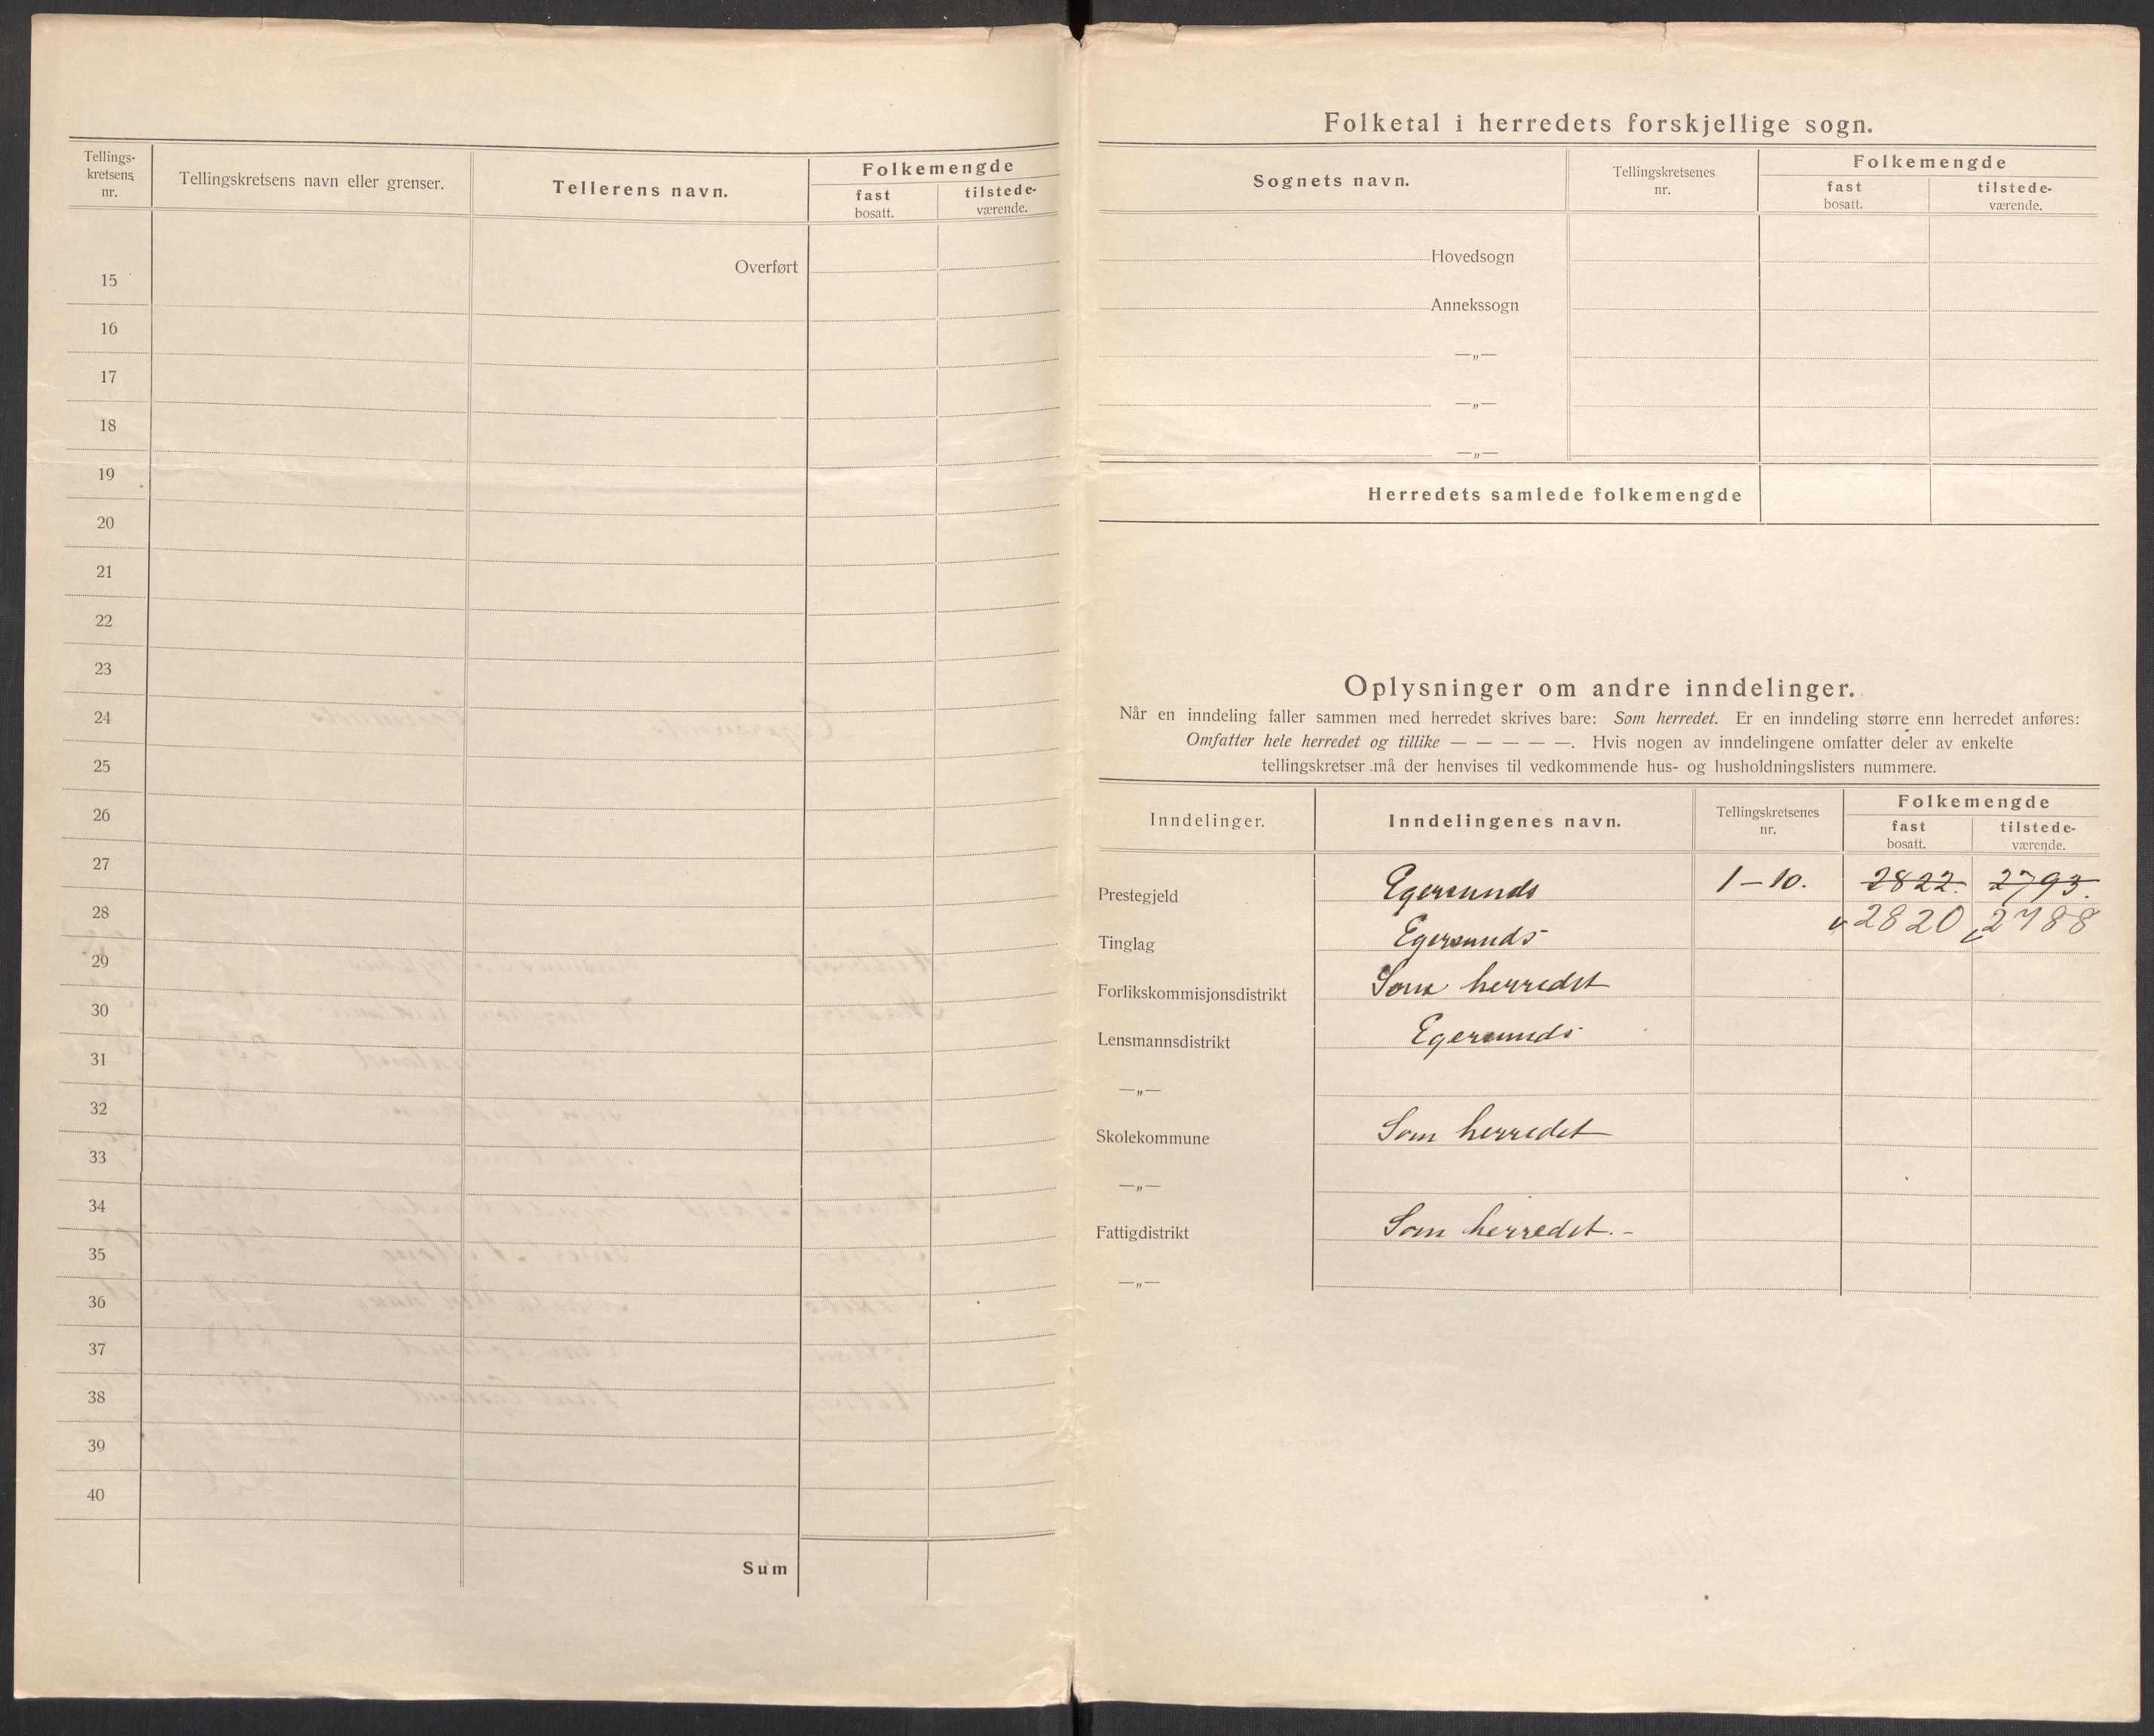 Tellings-
kretsens
nr.
Tellingskretsens navn eller grenser.
Tellerens navn.
Folkemengde
fast
bosatt.
tilstede-
værende.
Overført
15
16
17
18
19
20
21
22
23
24
25
26
27
28
29
30
31
32
33
34
35
36
37
38
39
40
Sum
Folketal i herredets forskjellige sogn.
Sognets navn.
Tellingskretsenes
nr.
Folkemengde
fast
bosatt.
tilstede-
værende.
Hovedsogn
Annekssogn
—„—
—„—
—„—
Herredets samlede folkemengde
Oplysninger om andre inndelinger.
Når en inndeling faller sammen med herredet skrives bare: Som herredet. Er en inndeling større enn herredet anføres:
Omfatter hele herredet og tillike — — — — —. Hvis nogen av inndelingene omfatter deler av enkelte
tellingskretser må der henvises til vedkommende hus- og husholdningslisters nummere.
Inndelinger.
Inndelingenes navn.
Tellingskretsenes
nr.
Folkemengde
fast
bosatt.
tilstede-
værende.
Prestegjeld Egersunds 1-10. 2822. 2793.
2820 2788
Tinglag Egersunds
Forlikskommisjonsdistrikt Som herredet
Lensmannsdistrikt Egersunds
—„—
Skolekommune Som herredet
—„—
Fattigdistrikt Som herredet. -
—„—